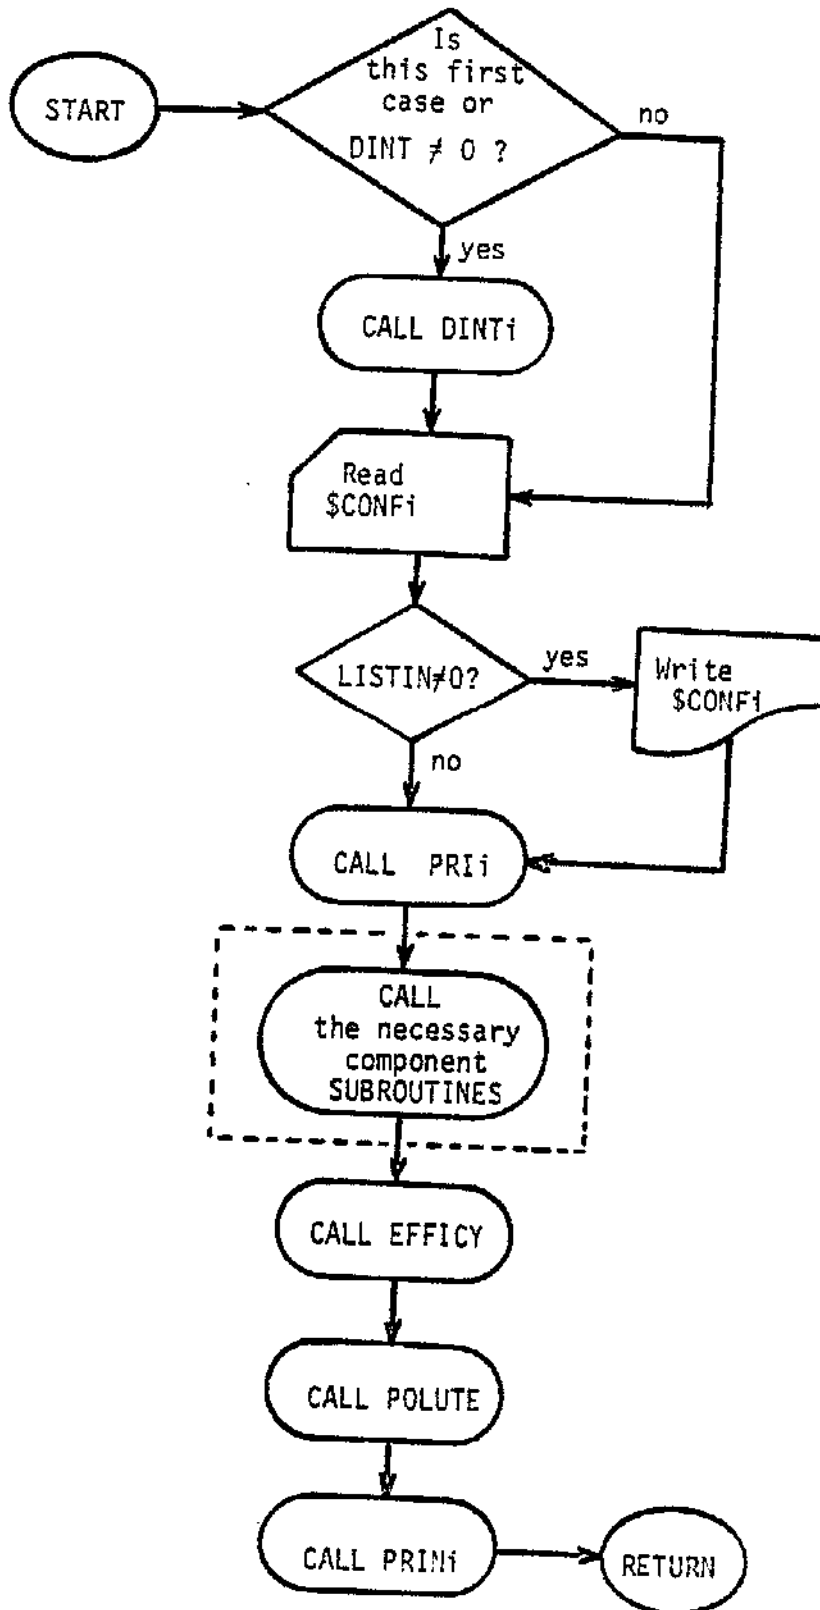 Is
this first
case or
DINT ≠ 0 ?
START
no
yes
CALL DINTi
Read
$CONFi
LISTIN≠0?
yes
Write
$CONFi
no
CALL PRIi
CALL
the necessary
component
SUBROUTINES
CALL EFFICY
CALL POLUTE
CALL PRINi
RETURN